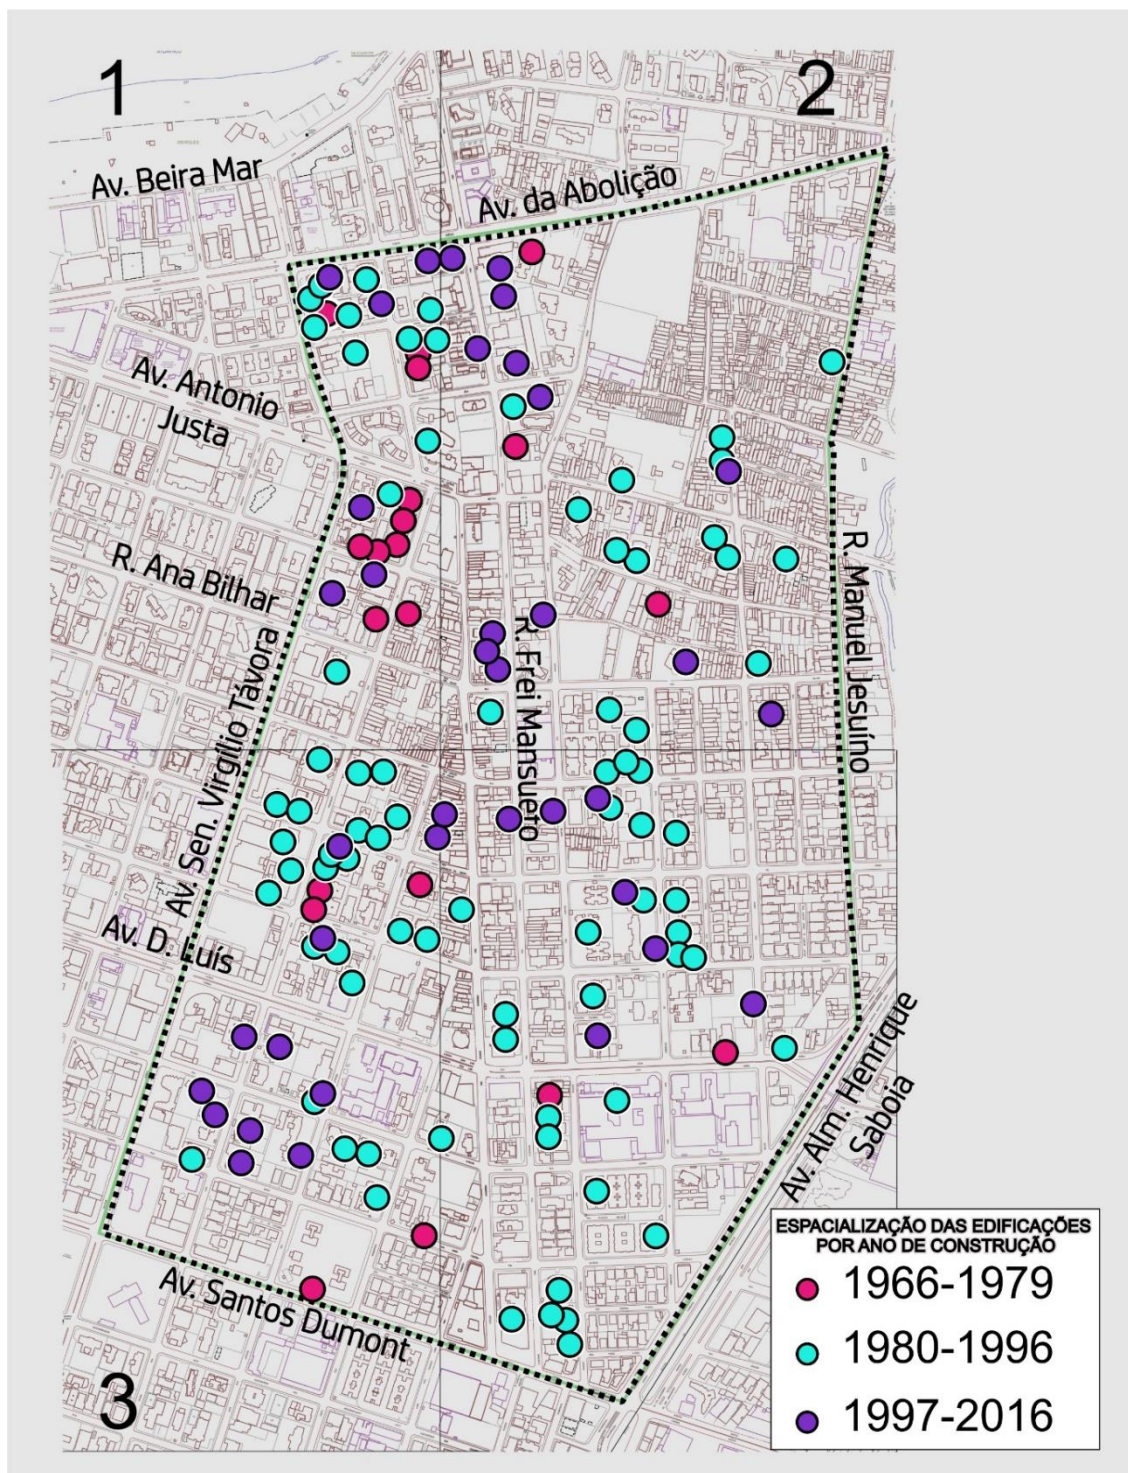 1
2
Av. Beira Mar
Av. da Abolição
Av. Antonio
Justa
R. Ana Bilhar
R. Manuel Jesuíno
R. Frei Mansueto
Av. Sen. Virgílio Távora
Av. D. Luís
Av. Alm. Henrique
Saboia
Av. Santos Dumont
3
ESPACIALIZAÇÃO DAS EDIFICAÇÕES
POR ANO DE CONSTRUÇÃO
1966-1979
1980-1996
1997-2016